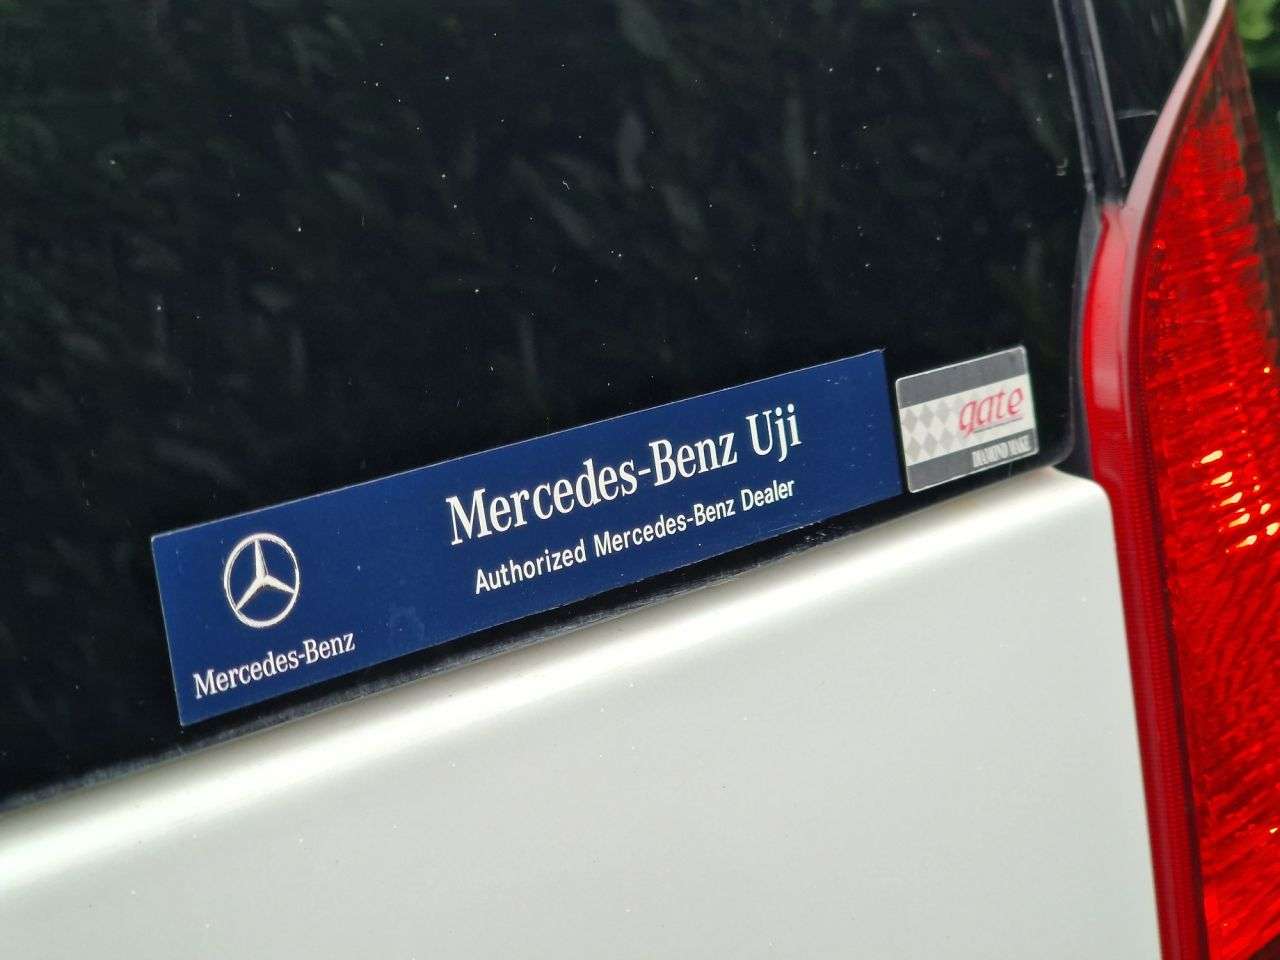 Mercedes-Benz Uji
Authorized Mercedes-Benz Dealer
Mercedes-Benz
gate
DIAMOND MAKE